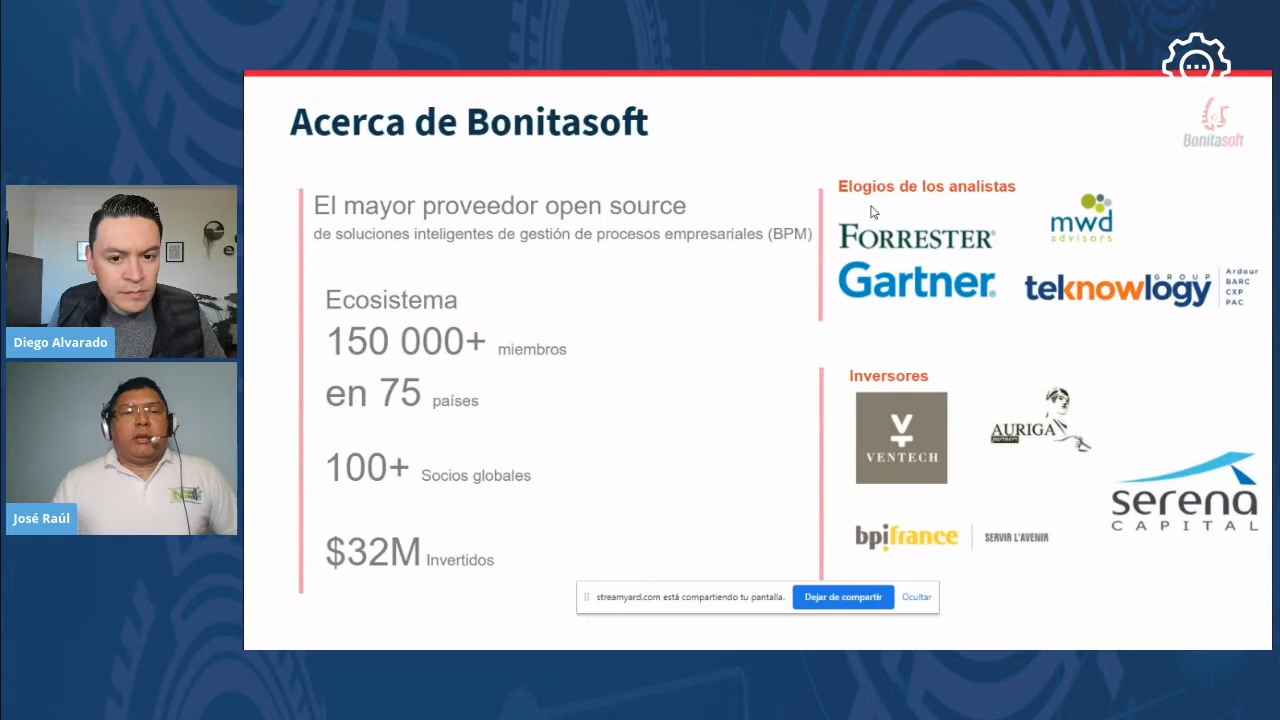 Acerca de Bonitasoft
Bonitasoft
El mayor proveedor open source
de soluciones inteligentes de gestión de procesos empresariales (BPM)
Ecosistema
150 000+ miembros
en 75 países
100+ Socios globales
$32M Invertidos
Elogios de los analistas
FORRESTER®
mwd
advisors
Gartner®
teknowlogy
GROUP
Ardour
BARC
CXP
PAC
Inversores
VENTECH
AURIGA
partners
serena
CAPITAL
bpifrance
SERVIR L'AVENIR
streamyard.com está compartiendo tu pantalla.
Dejar de compartir
Ocultar
Diego Alvarado
José Raúl